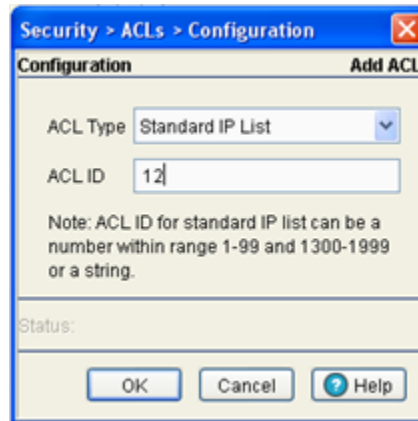 Security > ACLs > Configuration
Configuration Add ACL
ACL Type Standard IP List
ACL ID 12
Note: ACL ID for standard IP list can be a
number within range 1-99 and 1300-1999
or a string.
Status:
OK Cancel Help